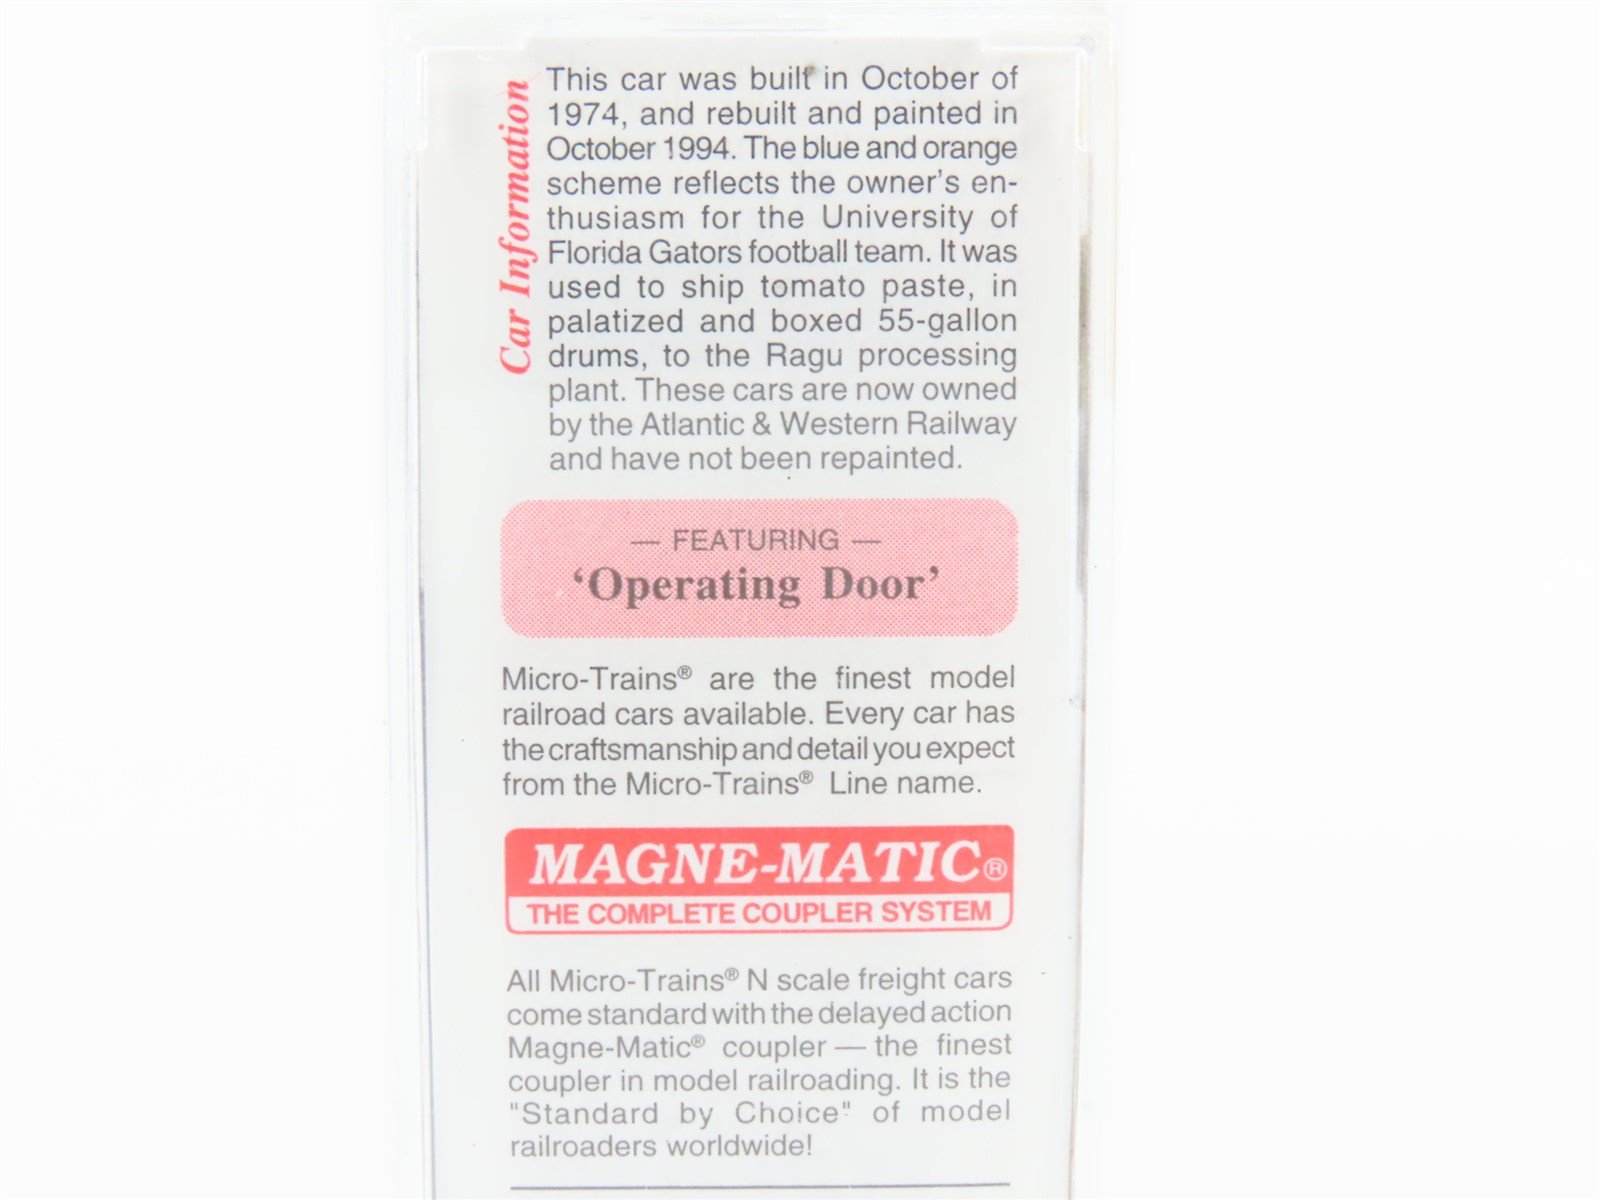 Car Information
This car was built in October of
1974, and rebuilt and painted in
October 1994. The blue and orange
scheme reflects the owner's en-
thusiasm for the University of
Florida Gators football team. It was
used to ship tomato paste, in
palatized and boxed 55-gallon
drums, to the Ragu processing
plant. These cars are now owned
by the Atlantic & Western Railway
and have not been repainted.
— FEATURING —
'Operating Door'
Micro-Trains® are the finest model
railroad cars available. Every car has
the craftsmanship and detail you expect
from the Micro-Trains® Line name.
MAGNE-MATIC®
THE COMPLETE COUPLER SYSTEM
All Micro-Trains® N scale freight cars
come standard with the delayed action
Magne-Matic® coupler — the finest
coupler in model railroading. It is the
"Standard by Choice" of model
railroaders worldwide!